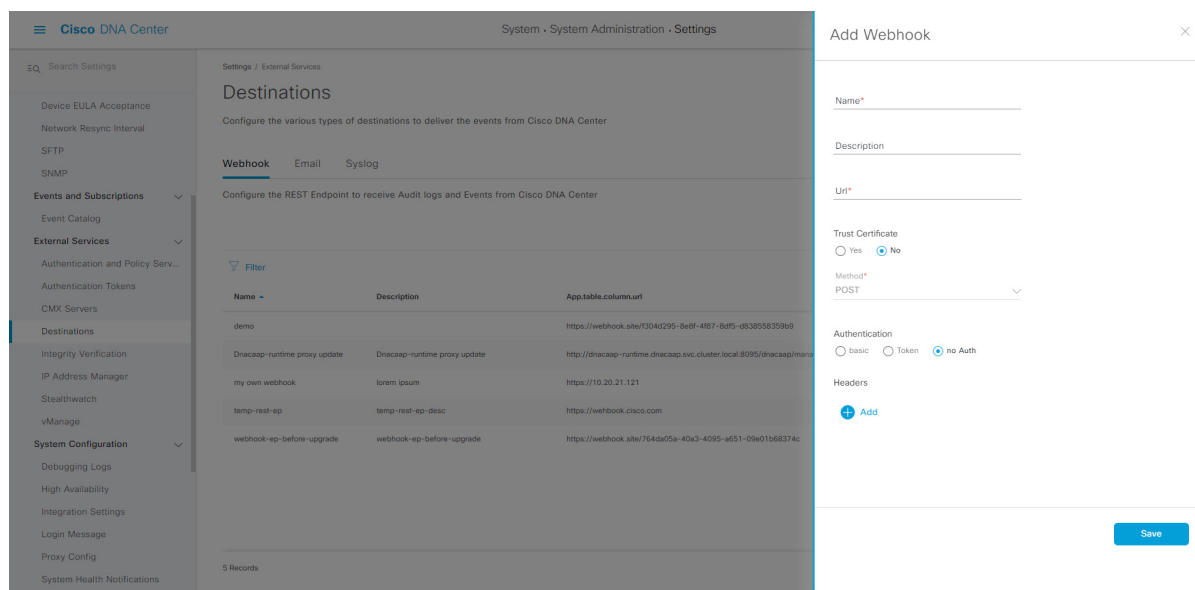 Cisco DNA Center
System · System Administration · Settings
Search Settings
Device EULA Acceptance
Network Resync Interval
SFTP
SNMP
Events and Subscriptions
Event Catalog
External Services
Authentication and Policy Serv...
Authentication Tokens
CMX Servers
Destinations
Integrity Verification
IP Address Manager
Stealthwatch
vManage
System Configuration
Debugging Logs
High Availability
Integration Settings
Login Message
Proxy Config
System Health Notifications
Settings / External Services
Destinations
Configure the various types of destinations to deliver the events from Cisco DNA Center
Webhook Email Syslog
Configure the REST Endpoint to receive Audit logs and Events from Cisco DNA Center
Filter
Name Description App.table.column.url
demo https://webhook.site/f304d295-8e8f-4f87-8df5-d838558359b9
Dnacaap-runtime proxy update Dnacaap-runtime proxy update http://dnacaap-runtime.dnacaap.svc.cluster.local:8095/dnacaap/mana
my own webhook lorem ipsum https://10.20.21.121
temp-rest-ep temp-rest-ep-desc https://wehbook.cisco.com
webhook-ep-before-upgrade webhook-ep-before-upgrade https://webhook.site/764da05a-40a3-4095-a651-09e01b68374c
5 Records
Add Webhook
Name*
Description
Url*
Trust Certificate
Yes No
Method*
POST
Authentication
basic Token no Auth
Headers
Add
Save